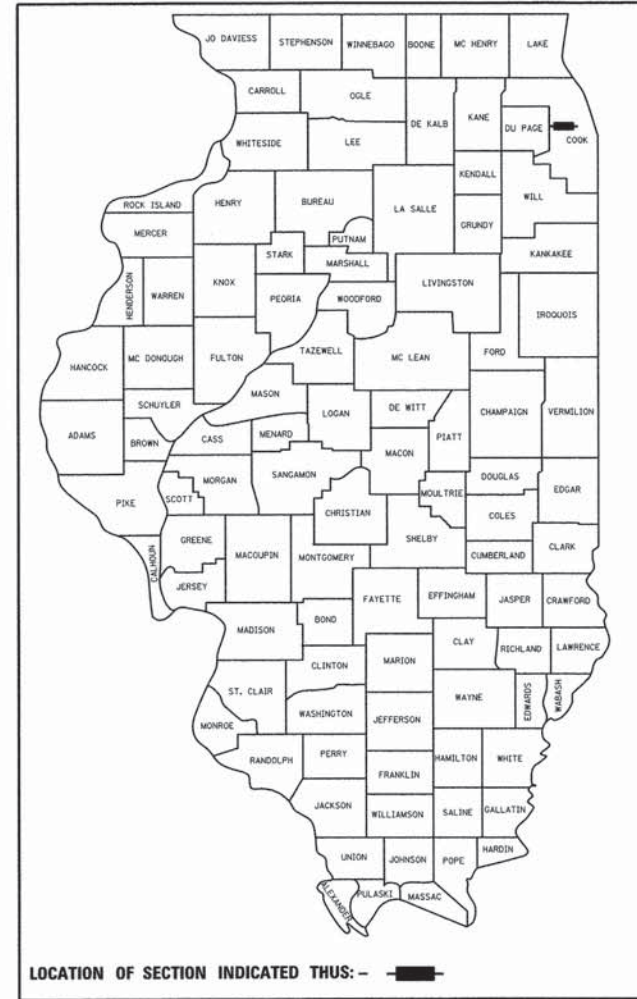 JO DAVIESS STEPHENSON WINNEBAGO BOONE MC HENRY LAKE
CARROLL OGLE DE KALB KANE DU PAGE COOK
WHITESIDE LEE
KENDALL WILL
ROCK ISLAND HENRY BUREAU LA SALLE GRUNDY
MERCER PUTNAM
STARK MARSHALL KANKAKEE
HENDERSON WARREN KNOX PEORIA WOODFORD LIVINGSTON IROQUOIS
HANCOCK MC DONOUGH FULTON TAZEWELL MC LEAN FORD
SCHUYLER MASON LOGAN DE WITT CHAMPAIGN VERMILION
ADAMS BROWN CASS MENARD MACON PIATT
SCOTT MORGAN SANGAMON MOULTRIE DOUGLAS EDGAR
PIKE CHRISTIAN COLES
GREENE MACOUPIN MONTGOMERY SHELBY CUMBERLAND CLARK
CALHOUN JERSEY
FAYETTE EFFINGHAM JASPER CRAWFORD
MADISON BOND CLAY RICHLAND LAWRENCE
CLINTON MARION
ST. CLAIR WAYNE EDWARDS WABASH
MONROE WASHINGTON JEFFERSON
RANDOLPH PERRY HAMILTON WHITE
FRANKLIN
JACKSON WILLIAMSON SALINE GALLATIN
UNION JOHNSON POPE HARDIN
ALEXANDER PULASKI MASSAC
LOCATION OF SECTION INDICATED THUS: -